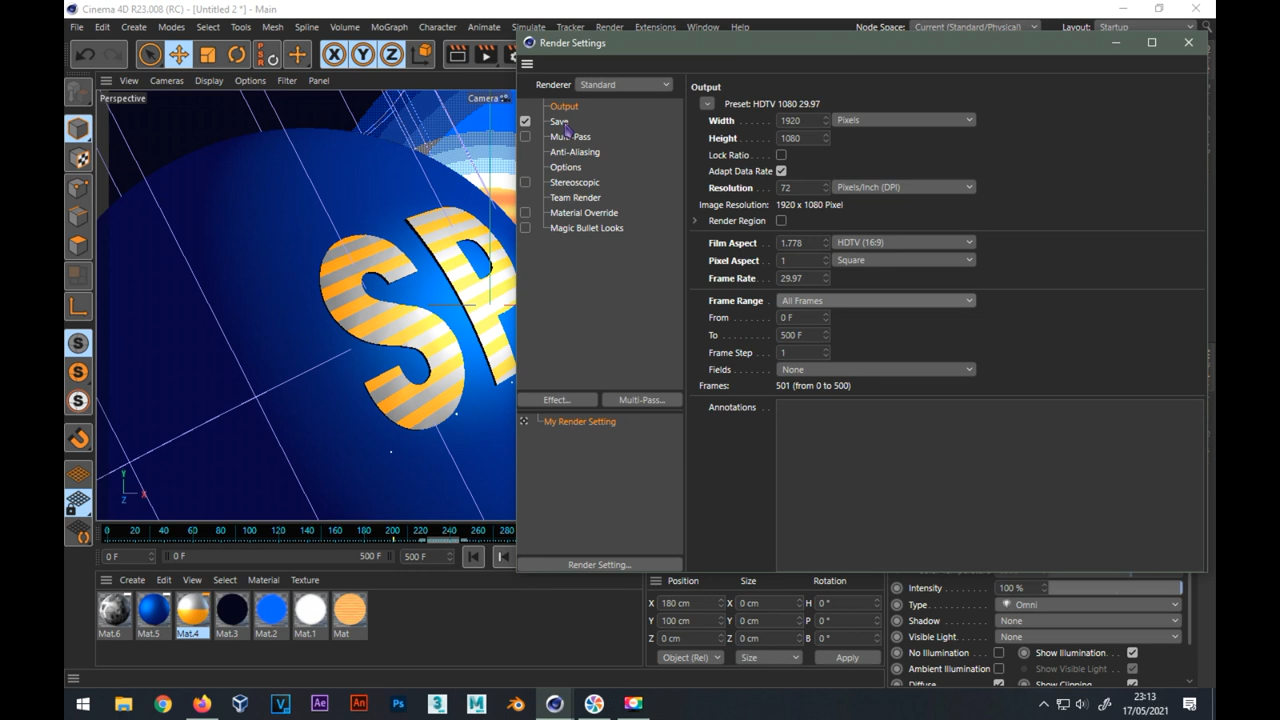 Cinema 4D R23.008 (RC) - [Untitled 2 *] - Main
File Edit Create Modes Select Tools Mesh Spline Volume MoGraph Character Animate Simulate Tracker Render Extensions Window Help Node Space: Current (Standard/Physical) Layout: Startup
Render Settings
View Cameras Display Options Filter Panel
Perspective
Camera
Renderer Standard
Output
Save
Multi-Pass
Anti-Aliasing
Options
Stereoscopic
Team Render
Material Override
Magic Bullet Looks
Effect... Multi-Pass...
My Render Setting
Render Setting...
Output
Preset: HDTV 1080 29.97
Width 1920 Pixels
Height 1080
Lock Ratio
Adapt Data Rate
Resolution 72 Pixels/Inch (DPI)
Image Resolution: 1920 x 1080 Pixel
Render Region
Film Aspect 1.778 HDTV (16:9)
Pixel Aspect 1 Square
Frame Rate 29.97
Frame Range All Frames
From 0 F
To 500 F
Frame Step 1
Fields None
Frames: 501 (from 0 to 500)
Annotations
SP
X Y Z
PSR
S
S
S
Y
X
Z
0 20 40 60 80 100 120 140 160 180 200 220 240 260 280
0 F 0 F 500 F 500 F
Create Edit View Select Material Texture
Mat.6 Mat.5 Mat.4 Mat.3 Mat.2 Mat.1 Mat
Position Size Rotation
X 180 cm X 0 cm H 0 °
Y 100 cm Y 0 cm P 0 °
Z 0 cm Z 0 cm B 0 °
Object (Rel) Size Apply
Intensity 100 %
Type Omni
Shadow None
Visible Light None
No Illumination Show Illumination
Ambient Illumination Show Visible Light
Diffuse Show Clipping
V Ae An Ps 3 M
23:13
17/05/2021